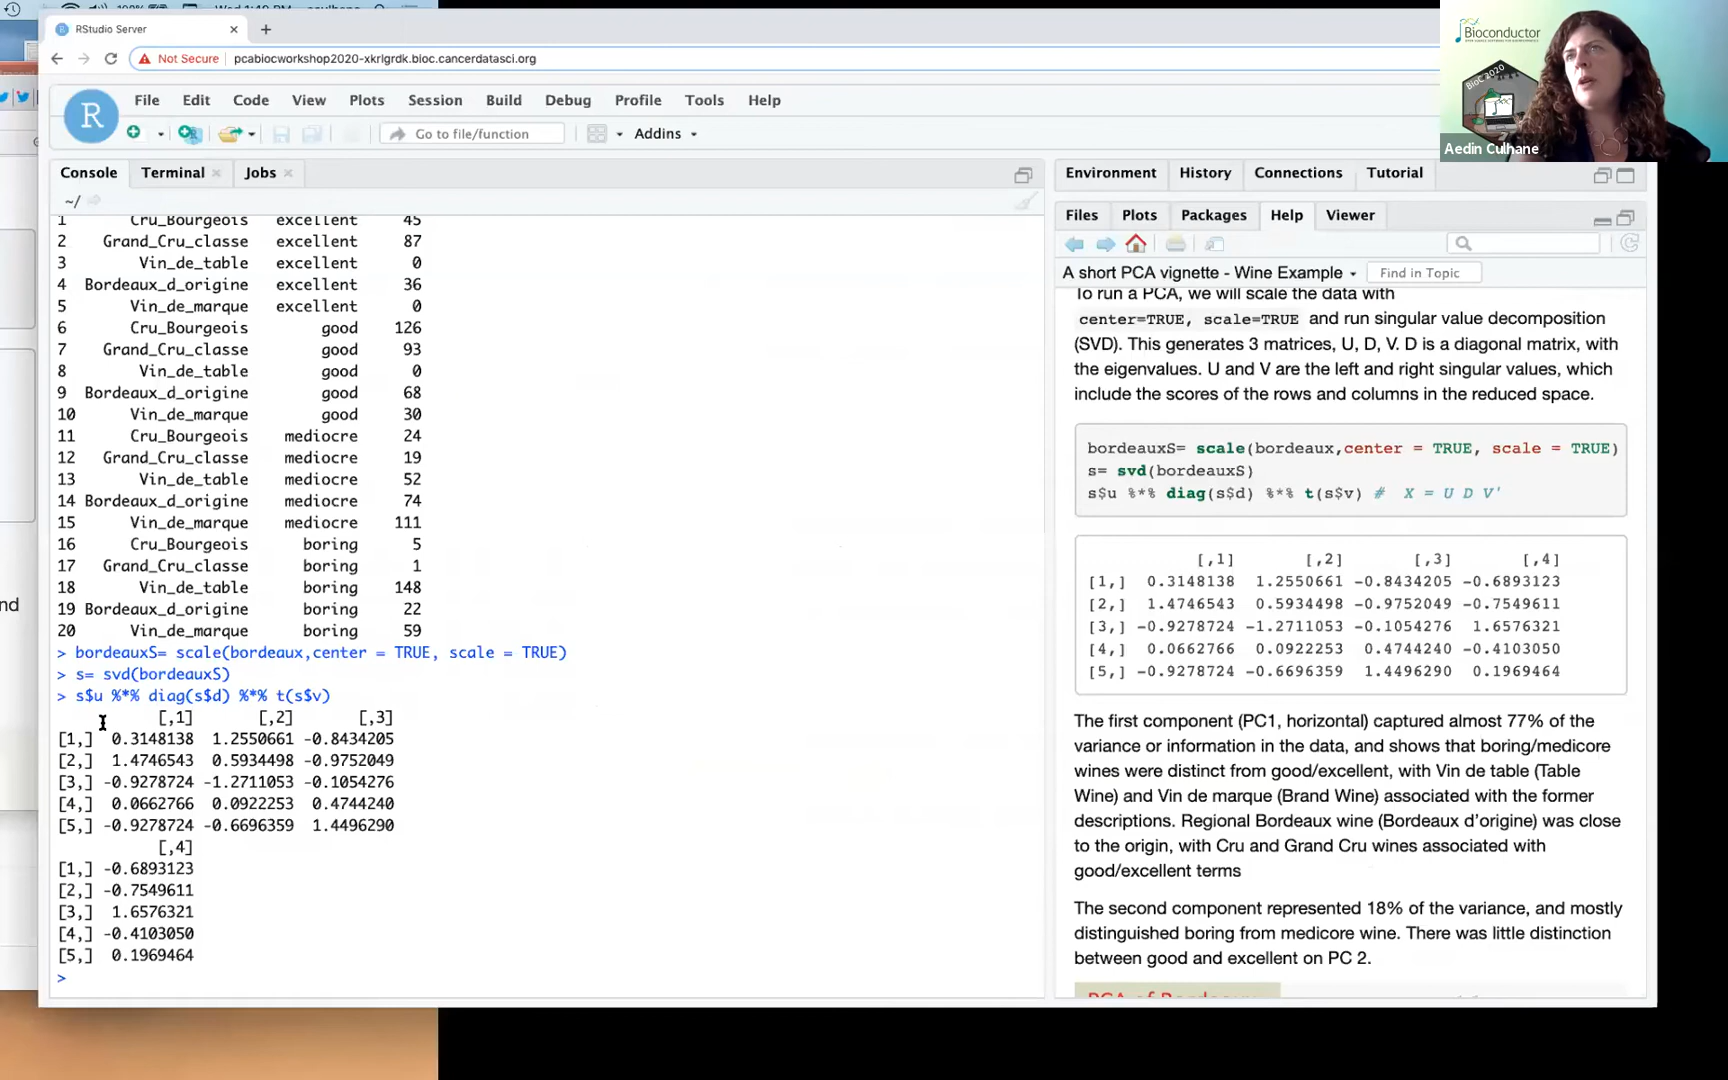 RStudio Server
Not Secure
pcabiocworkshop2020-xkrlgrdk.bioc.cancerdatasci.org
Bioconductor
BioC2020
Aedin Culhane
R
File Edit Code View Plots Session Build Debug Profile Tools Help
Go to file/function
Addins
Console Terminal Jobs
~/
1 Cru_Bourgeois excellent 45
2 Grand_Cru_classe excellent 87
3 Vin_de_table excellent 0
4 Bordeaux_d_origine excellent 36
5 Vin_de_marque excellent 0
6 Cru_Bourgeois good 126
7 Grand_Cru_classe good 93
8 Vin_de_table good 0
9 Bordeaux_d_origine good 68
10 Vin_de_marque good 30
11 Cru_Bourgeois mediocre 24
12 Grand_Cru_classe mediocre 19
13 Vin_de_table mediocre 52
14 Bordeaux_d_origine mediocre 74
15 Vin_de_marque mediocre 111
16 Cru_Bourgeois boring 5
17 Grand_Cru_classe boring 1
18 Vin_de_table boring 148
19 Bordeaux_d_origine boring 22
20 Vin_de_marque boring 59
> bordeauxS= scale(bordeaux,center = TRUE, scale = TRUE)
> s= svd(bordeauxS)
> s$u %*% diag(s$d) %*% t(s$v)
[,1] [,2] [,3]
[1,] 0.3148138 1.2550661 -0.8434205
[2,] 1.4746543 0.5934498 -0.9752049
[3,] -0.9278724 -1.2711053 -0.1054276
[4,] 0.0662766 0.0922253 0.4744240
[5,] -0.9278724 -0.6696359 1.4496290
[,4]
[1,] -0.6893123
[2,] -0.7549611
[3,] 1.6576321
[4,] -0.4103050
[5,] 0.1969464
>
nd
Environment History Connections Tutorial
Files Plots Packages Help Viewer
A short PCA vignette - Wine Example
Find in Topic
To run a PCA, we will scale the data with
center=TRUE, scale=TRUE and run singular value decomposition
(SVD). This generates 3 matrices, U, D, V. D is a diagonal matrix, with
the eigenvalues. U and V are the left and right singular values, which
include the scores of the rows and columns in the reduced space.
bordeauxS= scale(bordeaux,center = TRUE, scale = TRUE)
s= svd(bordeauxS)
s$u %*% diag(s$d) %*% t(s$v) # X = U D V'
[,1] [,2] [,3] [,4]
[1,] 0.3148138 1.2550661 -0.8434205 -0.6893123
[2,] 1.4746543 0.5934498 -0.9752049 -0.7549611
[3,] -0.9278724 -1.2711053 -0.1054276 1.6576321
[4,] 0.0662766 0.0922253 0.4744240 -0.4103050
[5,] -0.9278724 -0.6696359 1.4496290 0.1969464
The first component (PC1, horizontal) captured almost 77% of the
variance or information in the data, and shows that boring/medicore
wines were distinct from good/excellent, with Vin de table (Table
Wine) and Vin de marque (Brand Wine) associated with the former
descriptions. Regional Bordeaux wine (Bordeaux d'origine) was close
to the origin, with Cru and Grand Cru wines associated with
good/excellent terms
The second component represented 18% of the variance, and mostly
distinguished boring from medicore wine. There was little distinction
between good and excellent on PC 2.